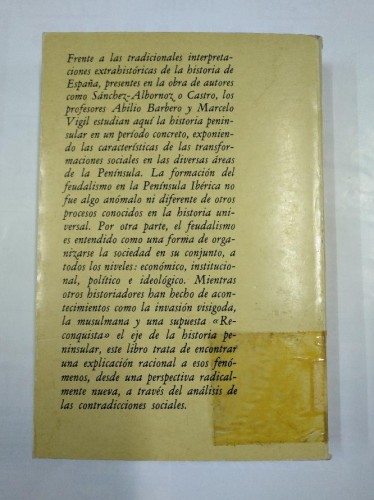 Frente a las tradicionales interpreta-
ciones extrahistóricas de la historia de
España, presentes en la obra de autores
como Sánchez-Albornoz o Castro, los
profesores Abilio Barbero y Marcelo
Vigil estudian aquí la historia penin-
sular en un período concreto, exponien-
do las características de las transfor-
maciones sociales en las diversas áreas
de la Península. La formación del
feudalismo en la Península Ibérica no
fue algo anómalo ni diferente de otros
procesos conocidos en la historia uni-
versal. Por otra parte, el feudalismo
es entendido como una forma de orga-
nizarse la sociedad en su conjunto, a
todos los niveles: económico, institucio-
nal, político e ideológico. Mientras
otros historiadores han hecho de acon-
tecimientos como la invasión visigoda,
la musulmana y una supuesta «Re-
conquista» el eje de la historia pe-
ninsular, este libro trata de encontrar
una explicación racional a esos fenó-
menos, desde una perspectiva radical-
mente nueva, a través del análisis de
las contradicciones sociales.